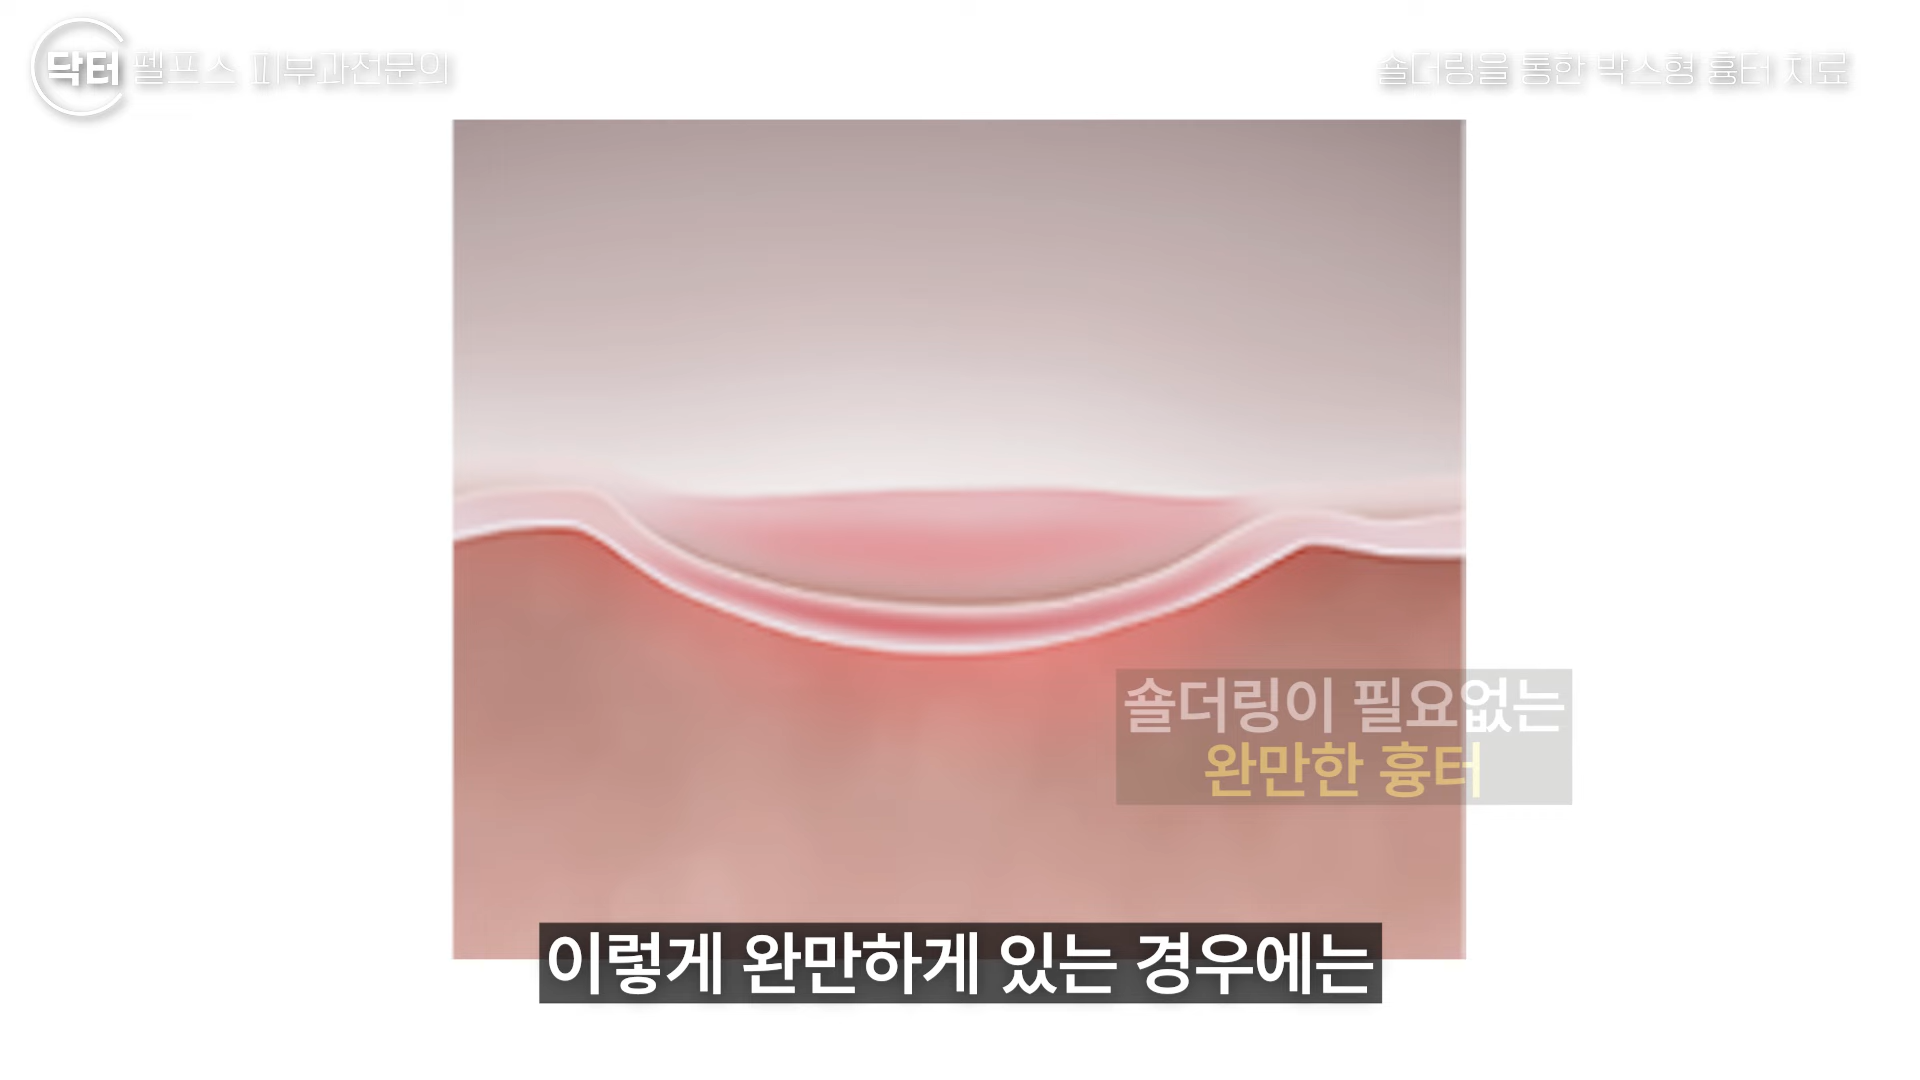 닥터 펠프스 피부과전문의
숄더링을 통한 박스형 흉터 치료
숄더링이 필요없는
완만한 흉터
이렇게 완만하게 있는 경우에는